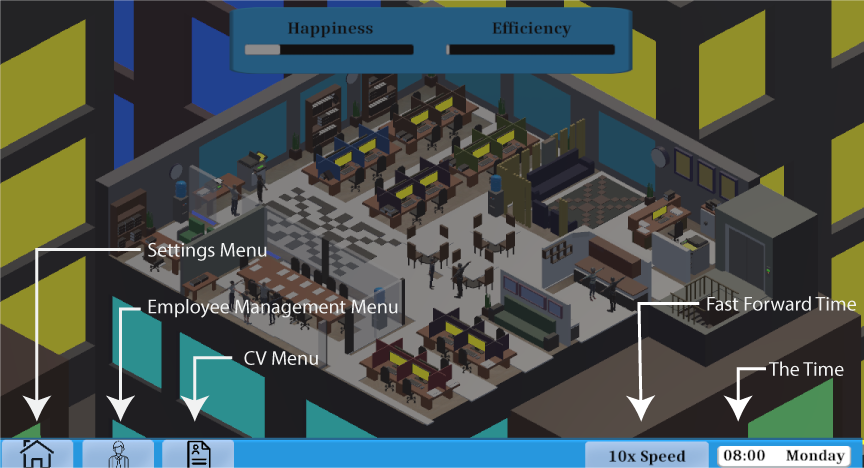 Happiness
Efficiency
Settings Menu
Employee Management Menu
Fast Forward Time
CV Menu
The Time
10x Speed
08:00 Monday